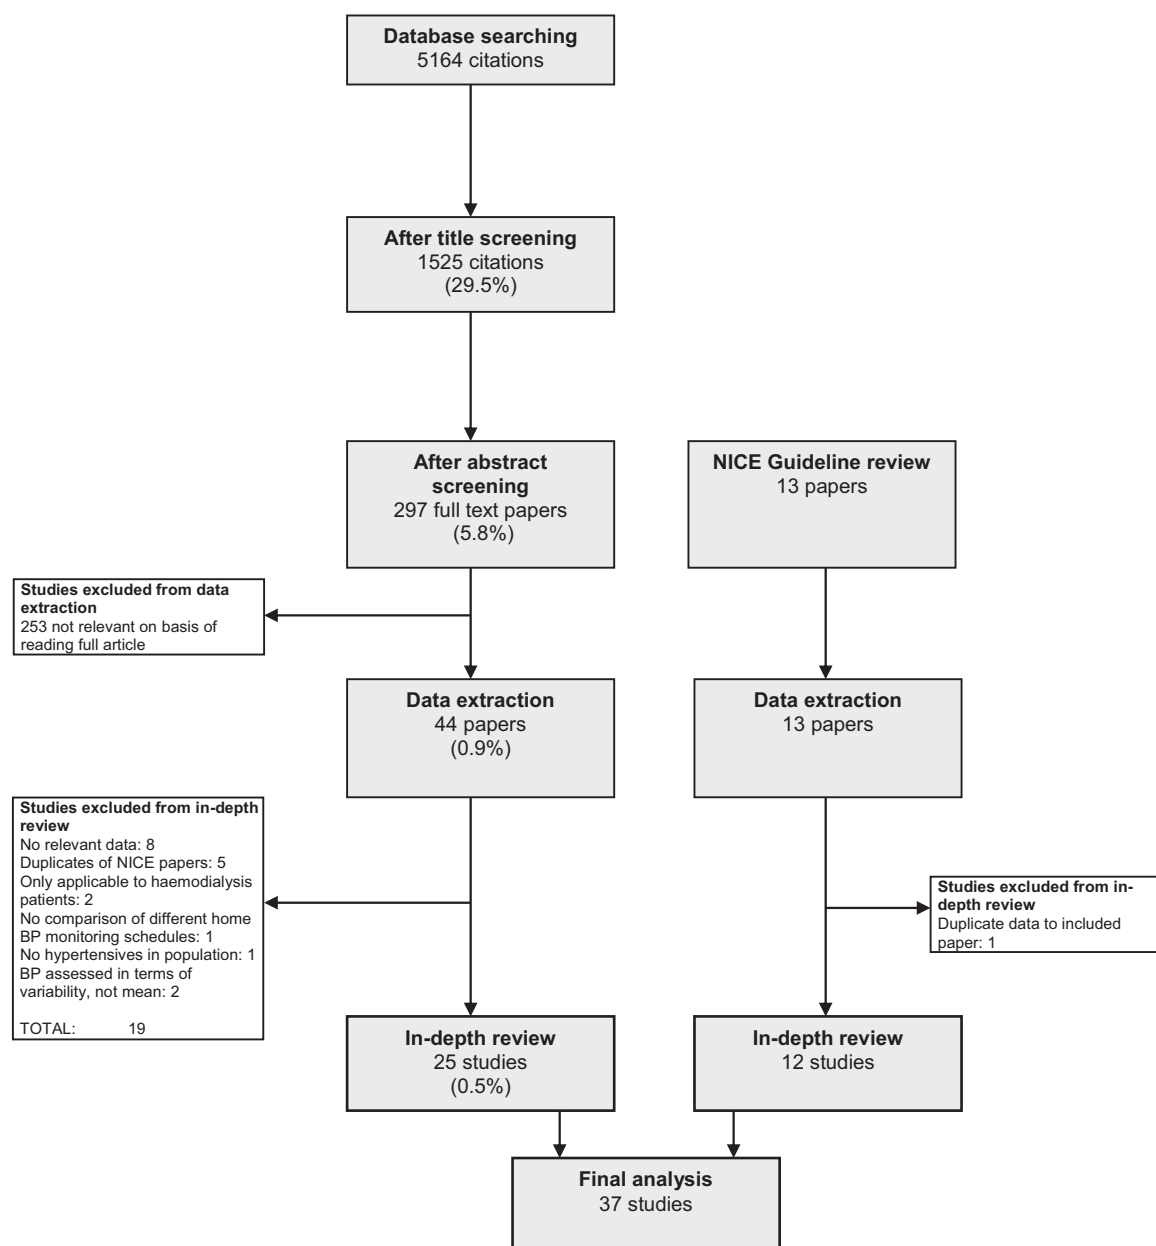 Database searching
5164 citations
After title screening
1525 citations
(29.5%)
After abstract
screening
297 full text papers
(5.8%)
NICE Guideline review
13 papers
Studies excluded from data
extraction
253 not relevant on basis of
reading full article
Data extraction
44 papers
(0.9%)
Data extraction
13 papers
Studies excluded from in-depth
review
No relevant data: 8
Duplicates of NICE papers: 5
Only applicable to haemodialysis
patients: 2
No comparison of different home
BP monitoring schedules: 1
No hypertensives in population: 1
BP assessed in terms of
variability, not mean: 2
TOTAL: 19
Studies excluded from in-
depth review
Duplicate data to included
paper: 1
In-depth review
25 studies
(0.5%)
In-depth review
12 studies
Final analysis
37 studies